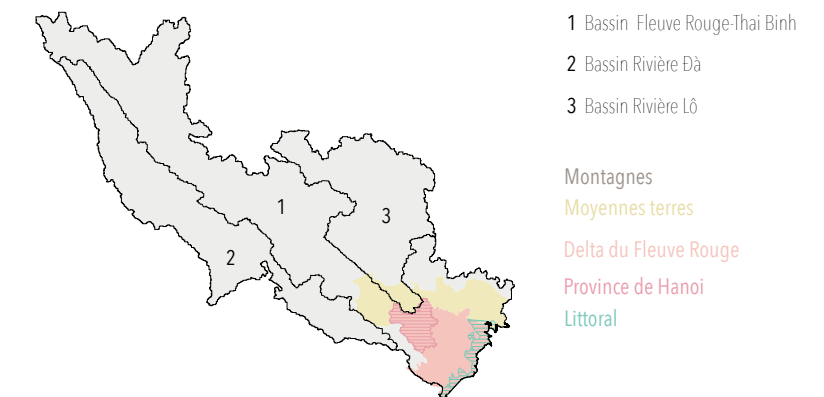 1 Bassin Fleuve Rouge-Thai Binh
2 Bassin Rivière Đà
3 Bassin Rivière Lô
1
3
2
Montagnes
Moyennes terres
Delta du Fleuve Rouge
Province de Hanoi
Littoral